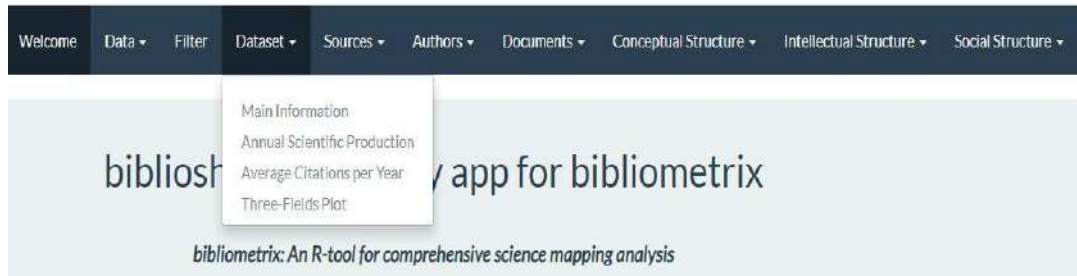 Welcome Data Filter Dataset Sources Authors Documents Conceptual Structure Intellectual Structure Social Structure
Main Information
Annual Scientific Production
Average Citations per Year
Three-Fields Plot
app for bibliometrix
bibliometrix: An R-tool for comprehensive science mapping analysis